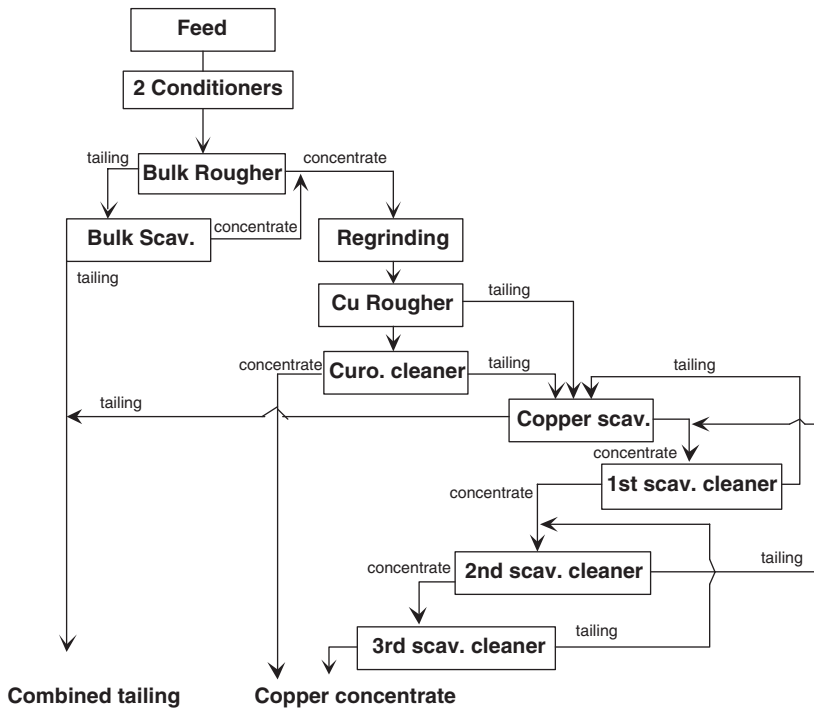 Feed
2 Conditioners
tailing
concentrate
Bulk Rougher
concentrate
Bulk Scav.
Regrinding
tailing
tailing
Cu Rougher
concentrate
tailing
tailing
Curo. cleaner
tailing
Copper scav.
concentrate
1st scav. cleaner
concentrate
tailing
concentrate
2nd scav. cleaner
tailing
3rd scav. cleaner
Combined tailing
Copper concentrate